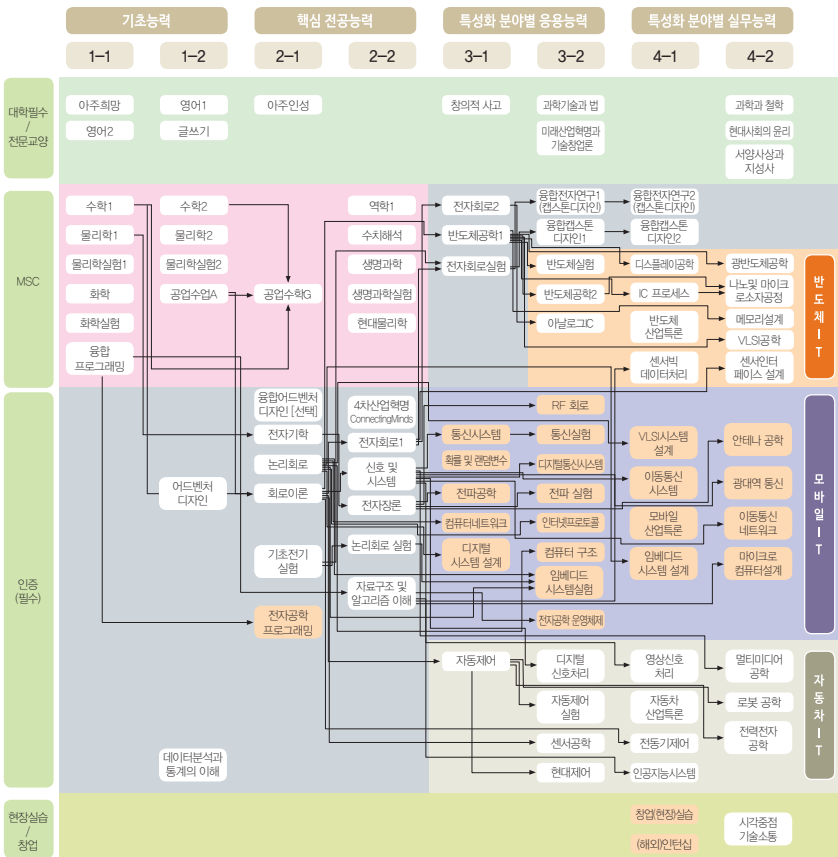 기초능력
핵심 전공능력
특성화 분야별 응용능력
특성화 분야별 실무능력
1-1
1-2
2-1
2-2
3-1
3-2
4-1
4-2
대학필수
/
전문교양
아주희망
영어1
아주인성
창의적 사고
과학기술과 법
과학과 철학
영어2
글쓰기
미래산업혁명과
기술창업론
현대사회의 윤리
서양사상과
지성사
MSC
수학1
수학2
역학1
전자회로2
융합전자연구1
(캡스톤디자인)
융합전자연구2
(캡스톤디자인)
물리학1
물리학2
수치해석
반도체공학1
융합캡스톤
디자인1
융합캡스톤
디자인2
물리학실험1
물리학실험2
생명과학
전자회로실험
반도체실험
디스플레이공학
광반도체공학
화학
공업수업A
공업수학G
생명과학실험
반도체공학2
IC 프로세스
나노및 마이크
로소자공정
화학실험
현대물리학
아날로그IC
반도체
산업특론
메모리설계
VLSI공학
융합
프로그래밍
센서빅
데이터처리
센서인터
페이스 설계
반도체IT
인증
(필수)
융합어드벤처
디자인 [선택]
4차산업혁명
ConnectingMinds
RF 회로
전자기학
전자회로1
통신시스템
통신실험
VLSI시스템
설계
안테나 공학
논리회로
신호 및
시스템
확률 및 랜덤변수
디지털통신시스템
이동통신
시스템
광대역 통신
어드벤처
디자인
회로이론
전자장론
전파공학
전파 실험
모바일
산업특론
이동통신
네트워크
컴퓨터네트워크
인터넷프로토콜
기초전기
실험
논리회로 실험
디지털
시스템 설계
컴퓨터 구조
임베디드
시스템 설계
마이크로
컴퓨터설계
자료구조 및
알고리즘 이해
임베디드
시스템실험
전자공학
프로그래밍
전자공학 운영체제
모바일IT
자동제어
디지털
신호처리
영상신호
처리
멀티미디어
공학
자동제어
실험
자동차
산업특론
로봇 공학
센서공학
전동기제어
전력전자
공학
데이터분석과
통계의 이해
현대제어
인공지능시스템
자동차IT
현장실습
/
창업
창업(현장)실습
(해외)인턴십
시각중점
기술소통